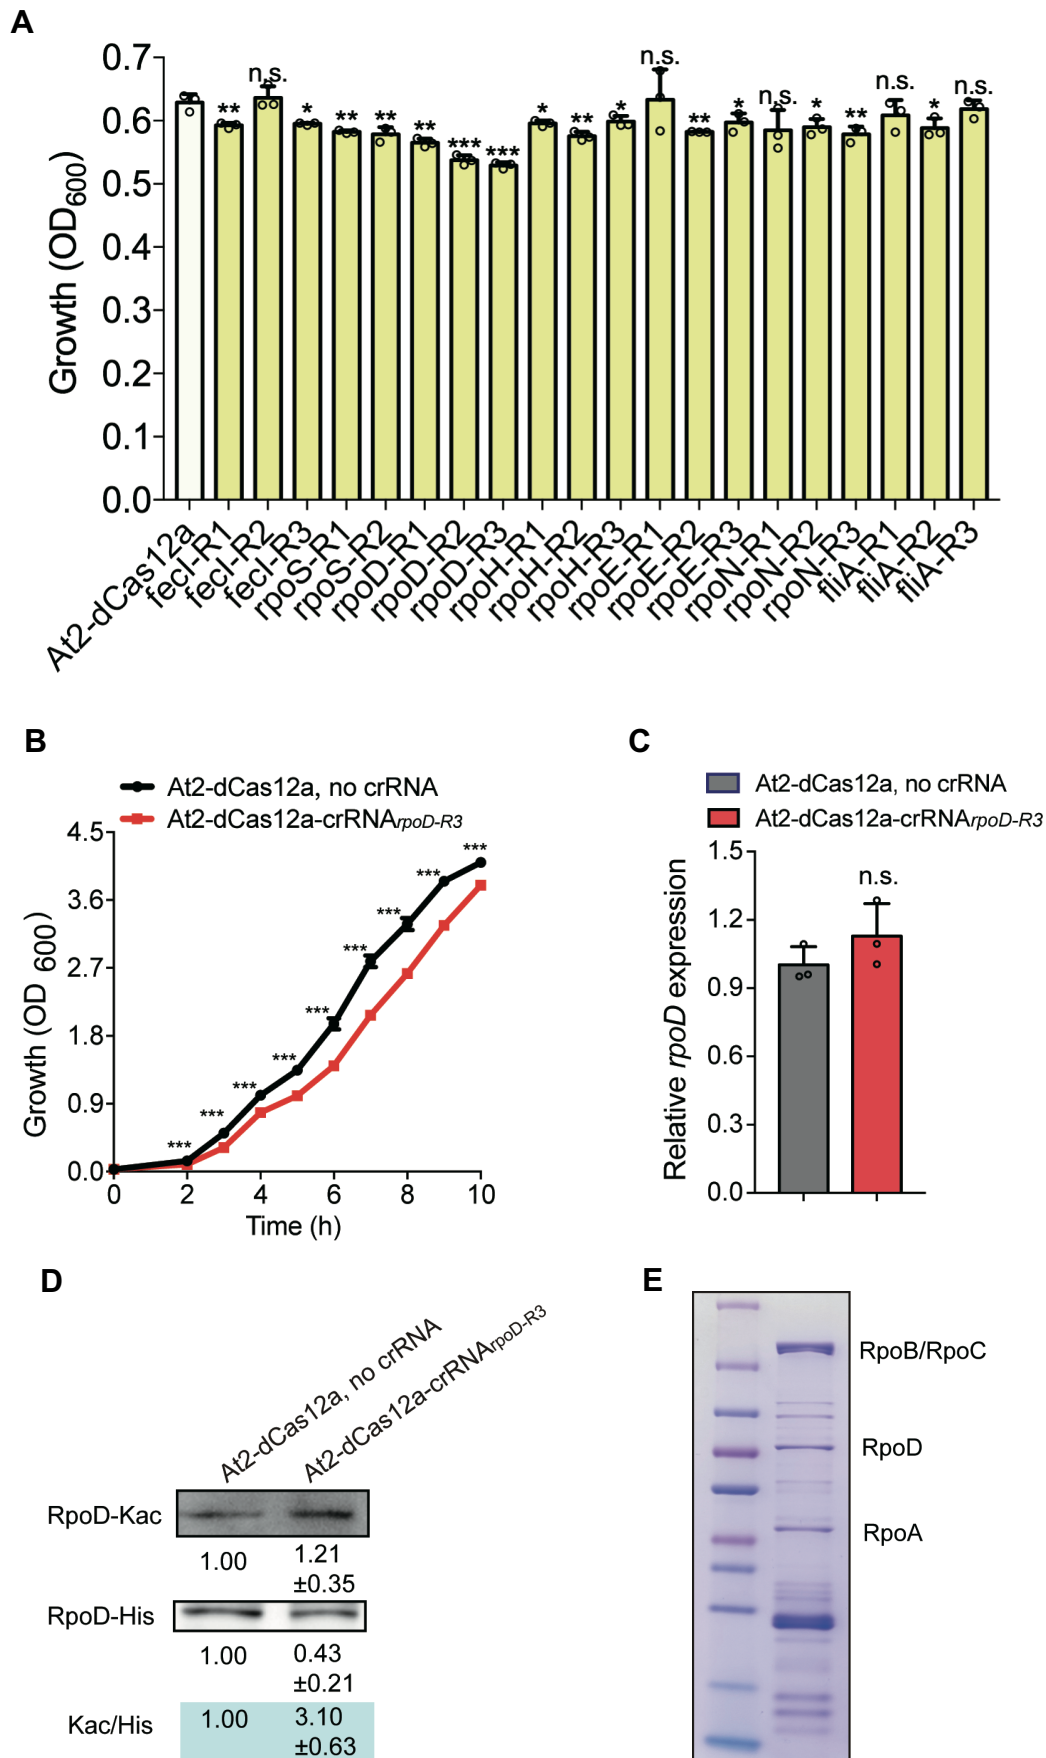 A
0.7
0.6
0.5
0.4
0.3
0.2
0.1
0.0
Growth (OD600)
** n.s. * ** ** ** *** *** * ** * n.s. ** * n.s. * ** n.s. * n.s.
At2-dCas12a
fecI-R1
fecI-R2
fecI-R3
rpoS-R1
rpoS-R2
rpoD-R1
rpoD-R2
rpoD-R3
rpoH-R1
rpoH-R2
rpoH-R3
rpoE-R1
rpoE-R2
rpoE-R3
rpoN-R1
rpoN-R2
rpoN-R3
fliA-R1
fliA-R2
fliA-R3
B
At2-dCas12a, no crRNA
At2-dCas12a-crRNArpoD-R3
4.5
3.6
2.7
1.8
0.9
0.0
Growth (OD 600)
*** *** *** *** *** *** *** *** ***
0 2 4 6 8 10
Time (h)
C
At2-dCas12a, no crRNA
At2-dCas12a-crRNArpoD-R3
1.5
1.2
0.9
0.6
0.3
0.0
Relative rpoD expression
n.s.
D
At2-dCas12a, no crRNA
At2-dCas12a-crRNArpoD-R3
RpoD-Kac
1.00 1.21
±0.35
RpoD-His
1.00 0.43
±0.21
Kac/His 1.00 3.10
±0.63
E
RpoB/RpoC
RpoD
RpoA